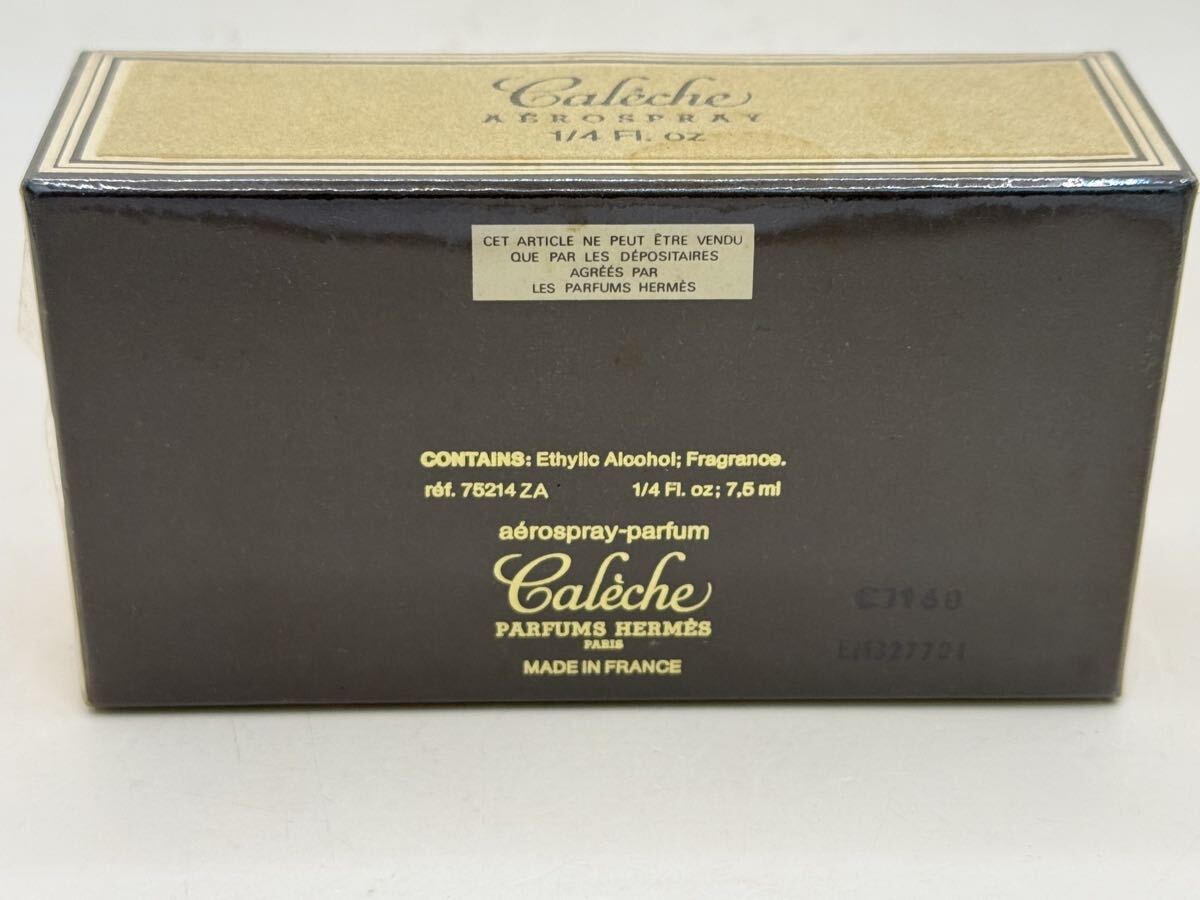 Calèche
AÉROSPRAY
1/4 Fl. oz
CET ARTICLE NE PEUT ÊTRE VENDU
QUE PAR LES DÉPOSITAIRES
AGRÉÉS PAR
LES PARFUMS HERMÈS
CONTAINS: Ethylic Alcohol; Fragrance.
réf. 75214 ZA 1/4 Fl. oz; 7,5 ml
aérospray-parfum
Calèche
PARFUMS HERMÈS
PARIS
MADE IN FRANCE